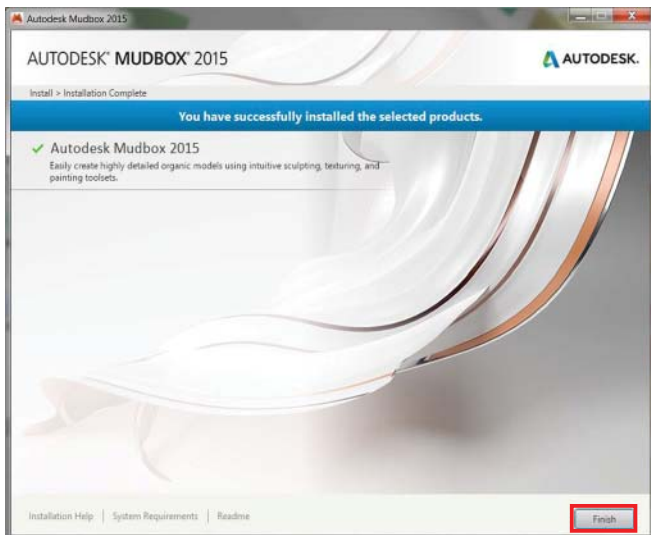 Autodesk Mudbox 2015
AUTODESK® MUDBOX® 2015
AUTODESK.
Install > Installation Complete
You have successfully installed the selected products.
Autodesk Mudbox 2015
Easily create highly detailed organic models using intuitive sculpting, texturing, and
painting toolsets.
Installation Help | System Requirements | Readme
Finish